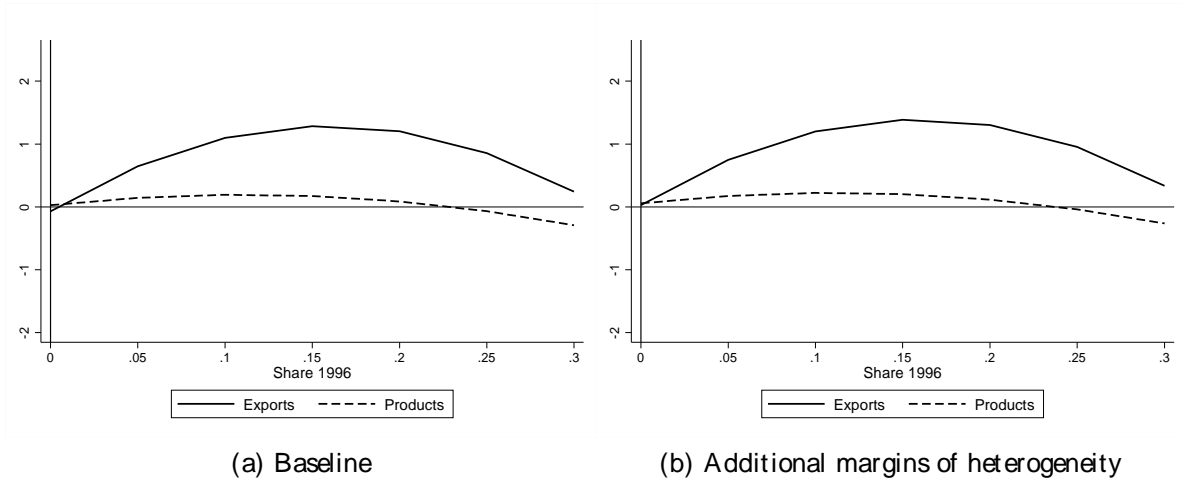 2
1
0
-1
-2
0 .05 .1 .15 .2 .25 .3
Share 1996
Exports Products
(a) Baseline
2
1
0
-1
-2
0 .05 .1 .15 .2 .25 .3
Share 1996
Exports Products
(b) Additional margins of heterogeneity